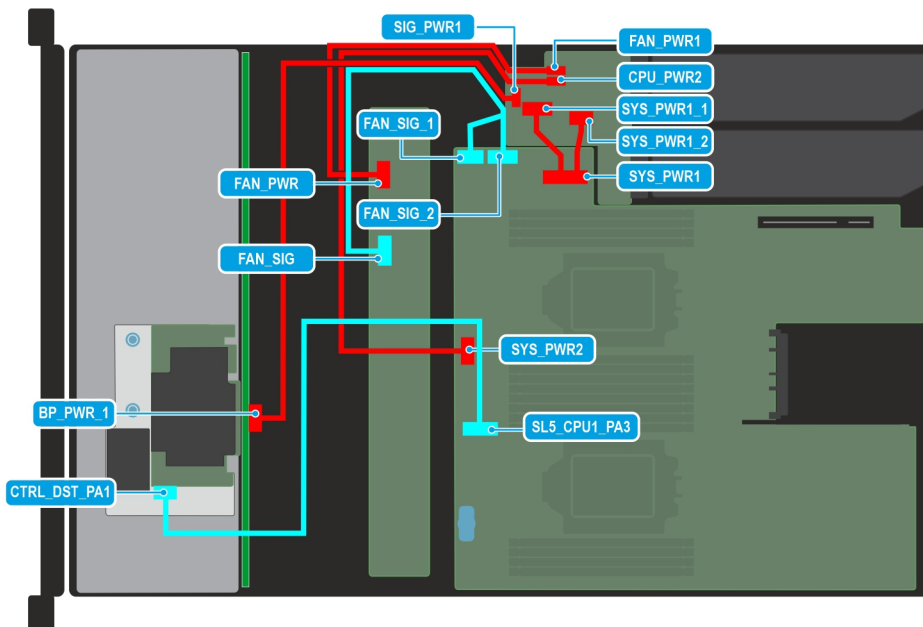 SIG_PWR1
FAN_PWR1
CPU_PWR2
SYS_PWR1_1
FAN_SIG_1
SYS_PWR1_2
FAN_PWR
SYS_PWR1
FAN_SIG_2
FAN_SIG
SYS_PWR2
BP_PWR_1
SL5_CPU1_PA3
CTRL_DST_PA1